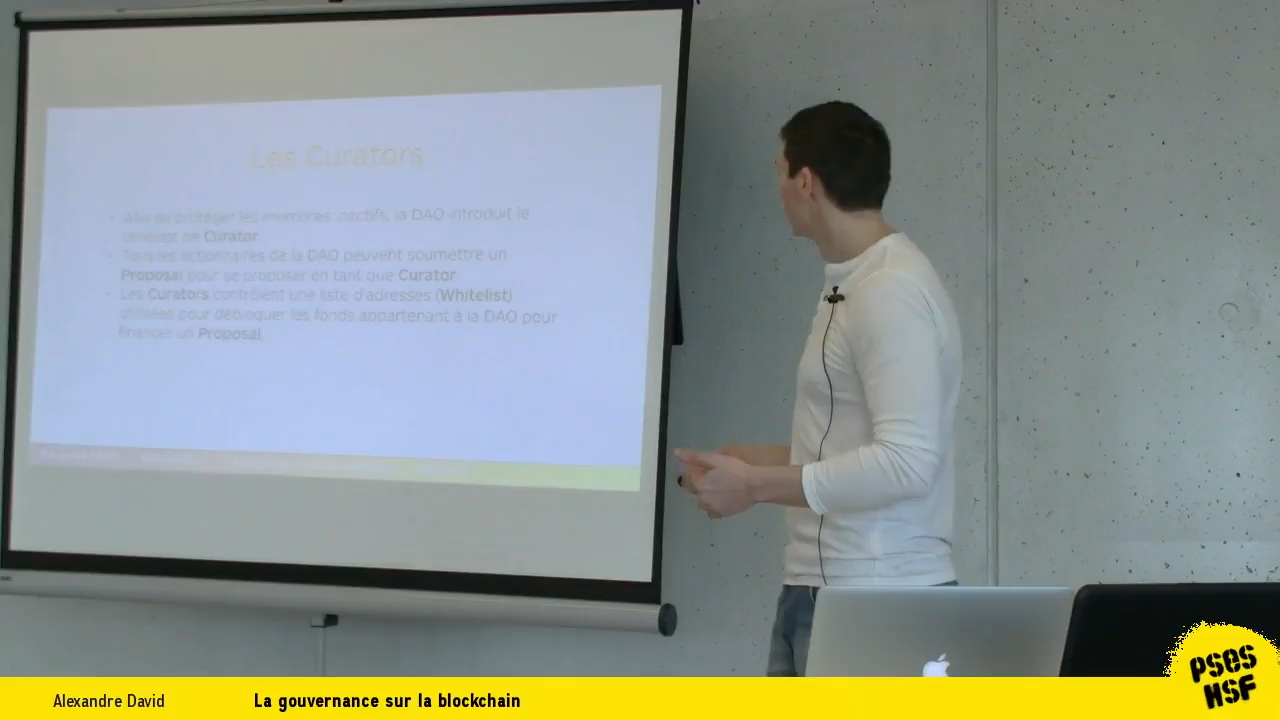 Les Curators
• Afin de protéger les membres inactifs, la DAO introduit le
concept de Curator
• Tous les actionnaires de la DAO peuvent soumettre un
Proposal pour se proposer en tant que Curator
• Les Curators contrôlent une liste d'adresses (Whitelist)
utilisées pour débloquer les fonds appartenant à la DAO pour
financer un Proposal.
Alexandre David La gouvernance sur la blockchain
PSES
HSF